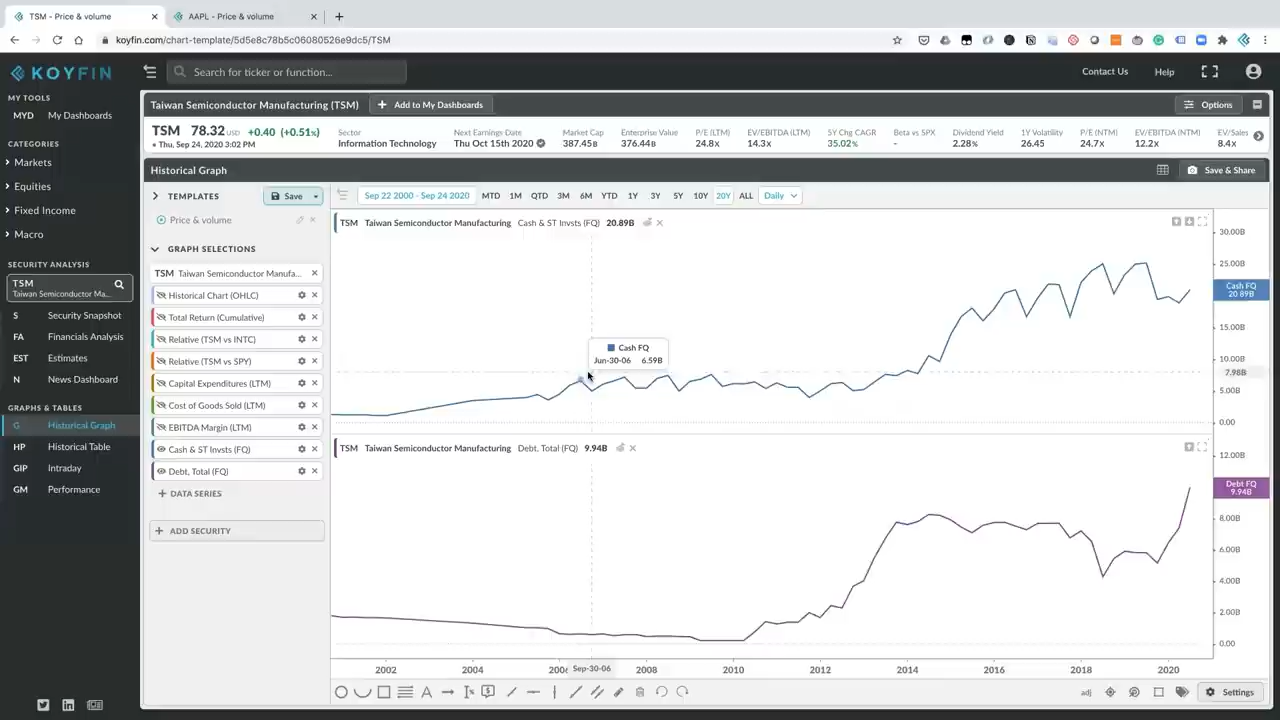 TSM - Price & volume
AAPL - Price & volume
koyfin.com/chart-template/5d5e8c78b5c06080526e9dc5/TSM
KOYFIN
Search for ticker or function...
Contact Us
Help
MY TOOLS
MYD My Dashboards
CATEGORIES
Markets
Equities
Fixed Income
Macro
SECURITY ANALYSIS
TSM
Taiwan Semiconductor Ma...
S Security Snapshot
FA Financials Analysis
EST Estimates
N News Dashboard
GRAPHS & TABLES
G Historical Graph
HP Historical Table
GIP Intraday
GM Performance
Taiwan Semiconductor Manufacturing (TSM)
+ Add to My Dashboards
Options
TSM 78.32 USD +0.40 (+0.51%)
• Thu, Sep 24, 2020 3:02 PM
Sector
Information Technology
Next Earnings Date
Thu Oct 15th 2020
Market Cap
387.45B
Enterprise Value
376.44B
P/E (LTM)
24.8X
EV/EBITDA (LTM)
14.3X
5Y Chg CAGR
35.02%
Beta vs SPX
-
Dividend Yield
2.28%
1Y Volatility
26.45
P/E (NTM)
24.7X
EV/EBITDA (NTM)
12.2X
EV/Sales
8.4X
Historical Graph
Save & Share
TEMPLATES
Save
Price & volume
GRAPH SELECTIONS
TSM Taiwan Semiconductor Manufa...
Historical Chart (OHLC)
Total Return (Cumulative)
Relative (TSM vs INTC)
Relative (TSM vs SPY)
Capital Expenditures (LTM)
Cost of Goods Sold (LTM)
EBITDA Margin (LTM)
Cash & ST Invsts (FQ)
Debt, Total (FQ)
+ DATA SERIES
+ ADD SECURITY
Sep 22 2000 - Sep 24 2020 MTD 1M QTD 3M 6M YTD 1Y 3Y 5Y 10Y 20Y ALL Daily
TSM Taiwan Semiconductor Manufacturing Cash & ST Invsts (FQ) 20.89B
30.00B
25.00B
Cash FQ
20.89B
15.00B
10.00B
7.98B
5.00B
0.00
Cash FQ
Jun-30-06 6.59B
TSM Taiwan Semiconductor Manufacturing Debt, Total (FQ) 9.94B
12.00B
Debt FQ
9.94B
8.00B
6.00B
4.00B
2.00B
0.00
2002 2004 2006 Sep-30-06 2008 2010 2012 2014 2016 2018 2020
adj
Settings